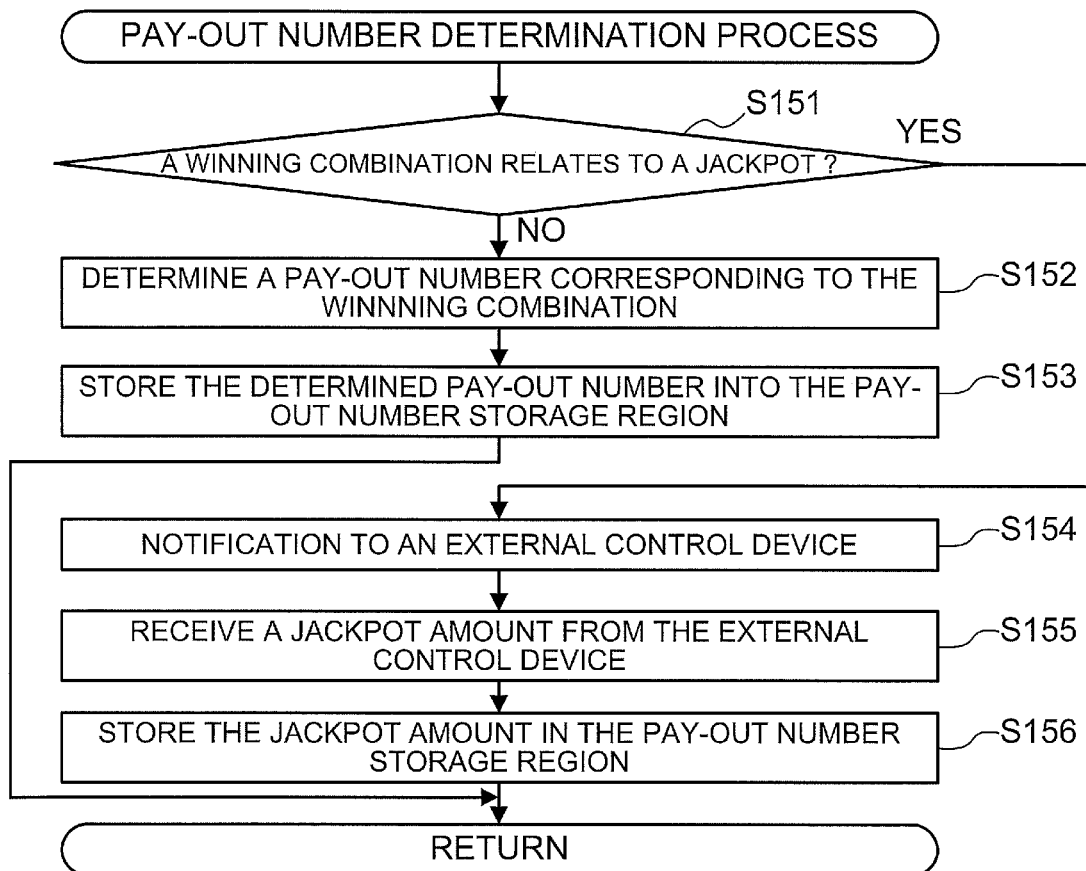 PAY-OUT NUMBER DETERMINATION PROCESS
S151
YES
A WINNING COMBINATION RELATES TO A JACKPOT ?
NO
DETERMINE A PAY-OUT NUMBER CORRESPONDING TO THE
WINNNING COMBINATION
S152
STORE THE DETERMINED PAY-OUT NUMBER INTO THE PAY-
OUT NUMBER STORAGE REGION
S153
NOTIFICATION TO AN EXTERNAL CONTROL DEVICE
S154
RECEIVE A JACKPOT AMOUNT FROM THE EXTERNAL
CONTROL DEVICE
S155
STORE THE JACKPOT AMOUNT IN THE PAY-OUT NUMBER
STORAGE REGION
S156
RETURN